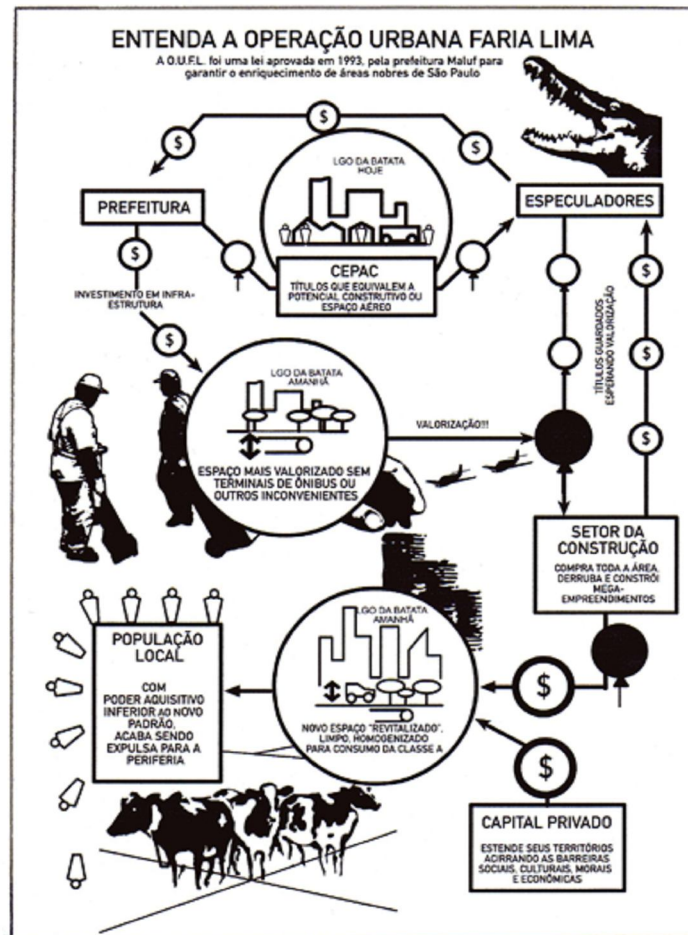 ENTENDA A OPERAÇÃO URBANA FARIA LIMA
A O.U.F.L. foi uma lei aprovada em 1993, pela prefeitura Maluf para
garantir o enriquecimento de áreas nobres de São Paulo
$
$
$
LGO DA BATATA
HOJE
PREFEITURA
ESPECULADORES
CEPAC
TÍTULOS QUE EQUIVALEM A
POTENCIAL CONSTRUTIVO OU
ESPAÇO AÉREO
$
INVESTIMENTO EM INFRA-
ESTRUTURA
$
$
$
$
TÍTULOS GUARDADOS
ESPERANDO VALORIZAÇÃO
LGO DA BATATA
AMANHÃ
ESPAÇO MAIS VALORIZADO SEM
TERMINAIS DE ÔNIBUS OU
OUTROS INCONVENIENTES
VALORIZAÇÃO!!!
SETOR DA
CONSTRUÇÃO
COMPRA TODA A ÁREA,
DERRUBA E CONSTRÓI
MEGA-
EMPREENDIMENTOS
POPULAÇÃO
LOCAL
COM
PODER AQUISITIVO
INFERIOR AO NOVO
PADRÃO,
ACABA SENDO
EXPULSA PARA A
PERIFERIA
LGO DA BATATA
AMANHÃ
NOVO ESPAÇO "REVITALIZADO",
LIMPO, HOMOGENIZADO
PARA CONSUMO DA CLASSE A
$
$
CAPITAL PRIVADO
ESTENDE SEUS TERRITÓRIOS
ACIRRANDO AS BARREIRAS
SOCIAIS, CULTURAIS, MORAIS
E ECONÔMICAS